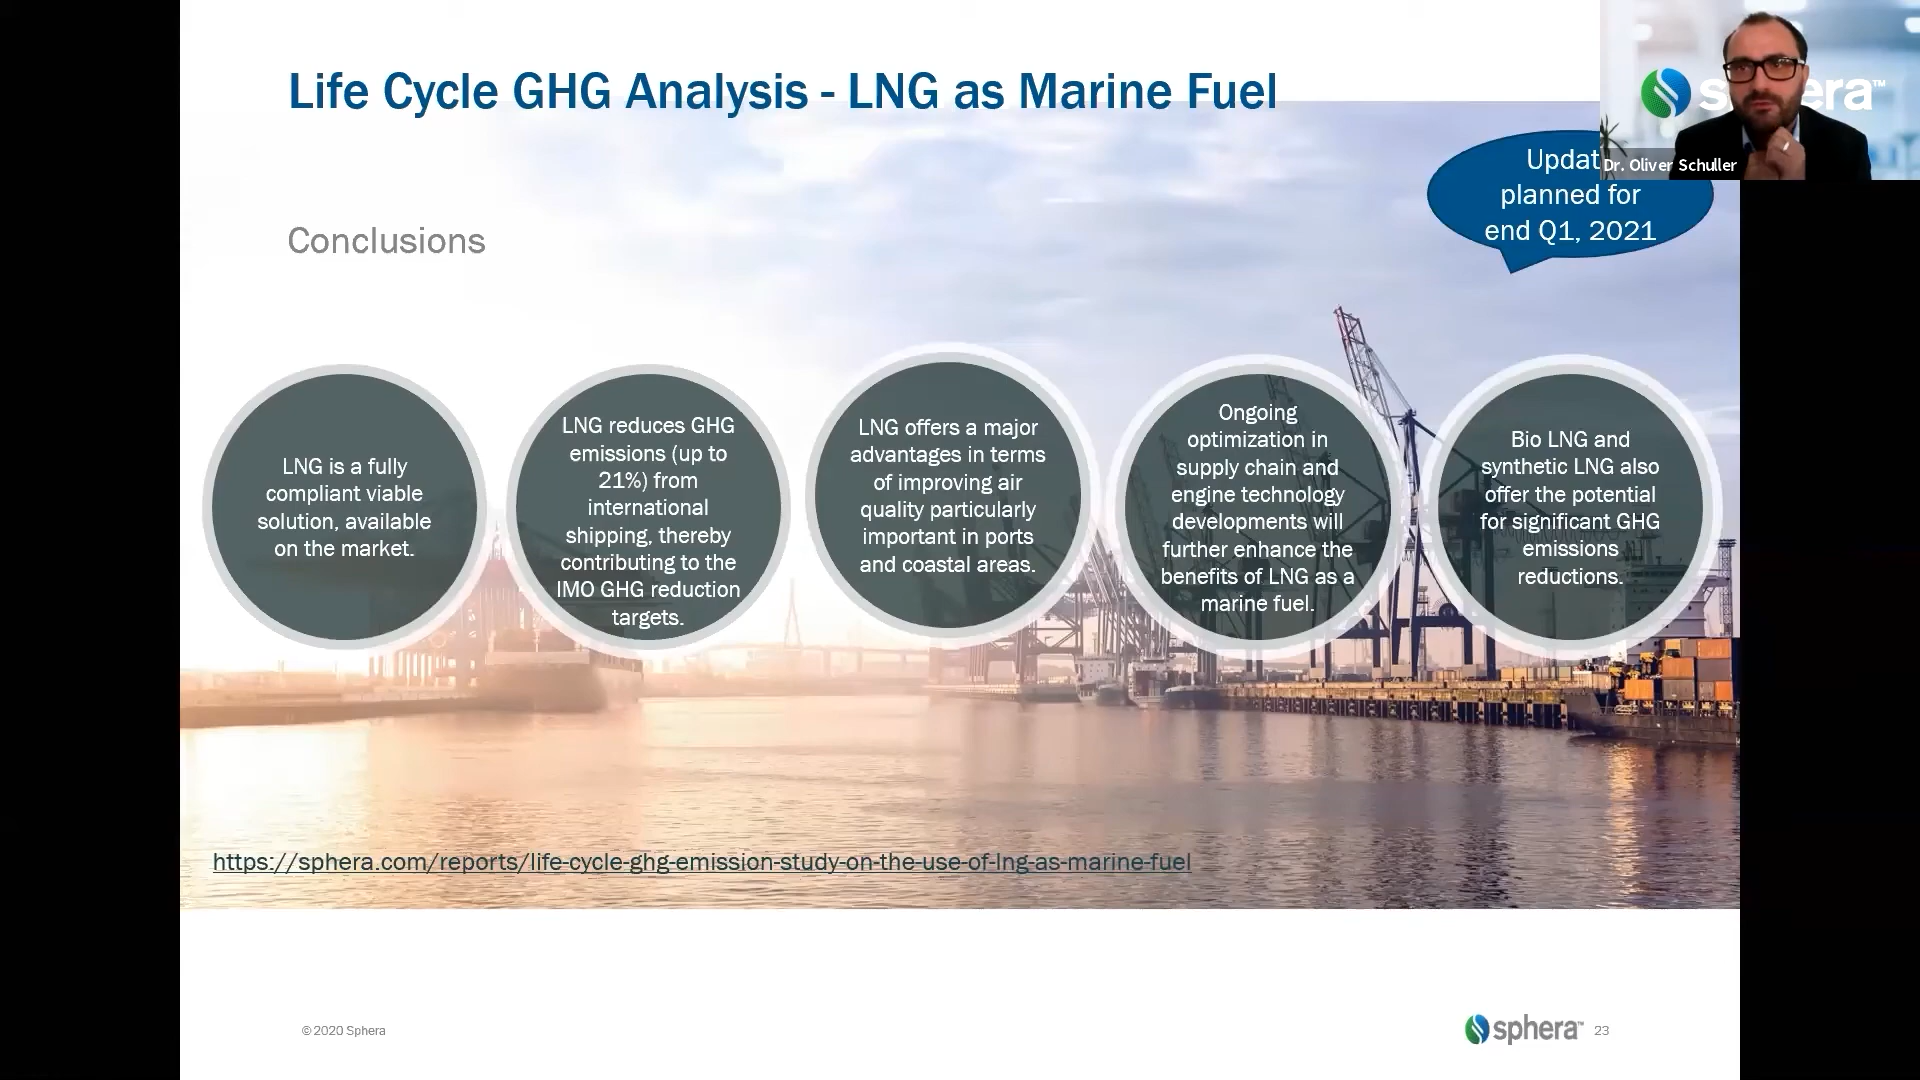 Life Cycle GHG Analysis - LNG as Marine Fuel
Dr. Oliver Schuller
planned for
end Q1, 2021
Conclusions
LNG is a fully
compliant viable
solution, available
on the market.
LNG reduces GHG
emissions (up to
21%) from
international
shipping, thereby
contributing to the
IMO GHG reduction
targets.
LNG offers a major
advantages in terms
of improving air
quality particularly
important in ports
and coastal areas.
Ongoing
optimization in
supply chain and
engine technology
developments will
further enhance the
benefits of LNG as a
marine fuel.
Bio LNG and
synthetic LNG also
offer the potential
for significant GHG
emissions
reductions.
https://sphera.com/reports/life-cycle-ghg-emission-study-on-the-use-of-lng-as-marine-fuel
© 2020 Sphera
sphera™ 23